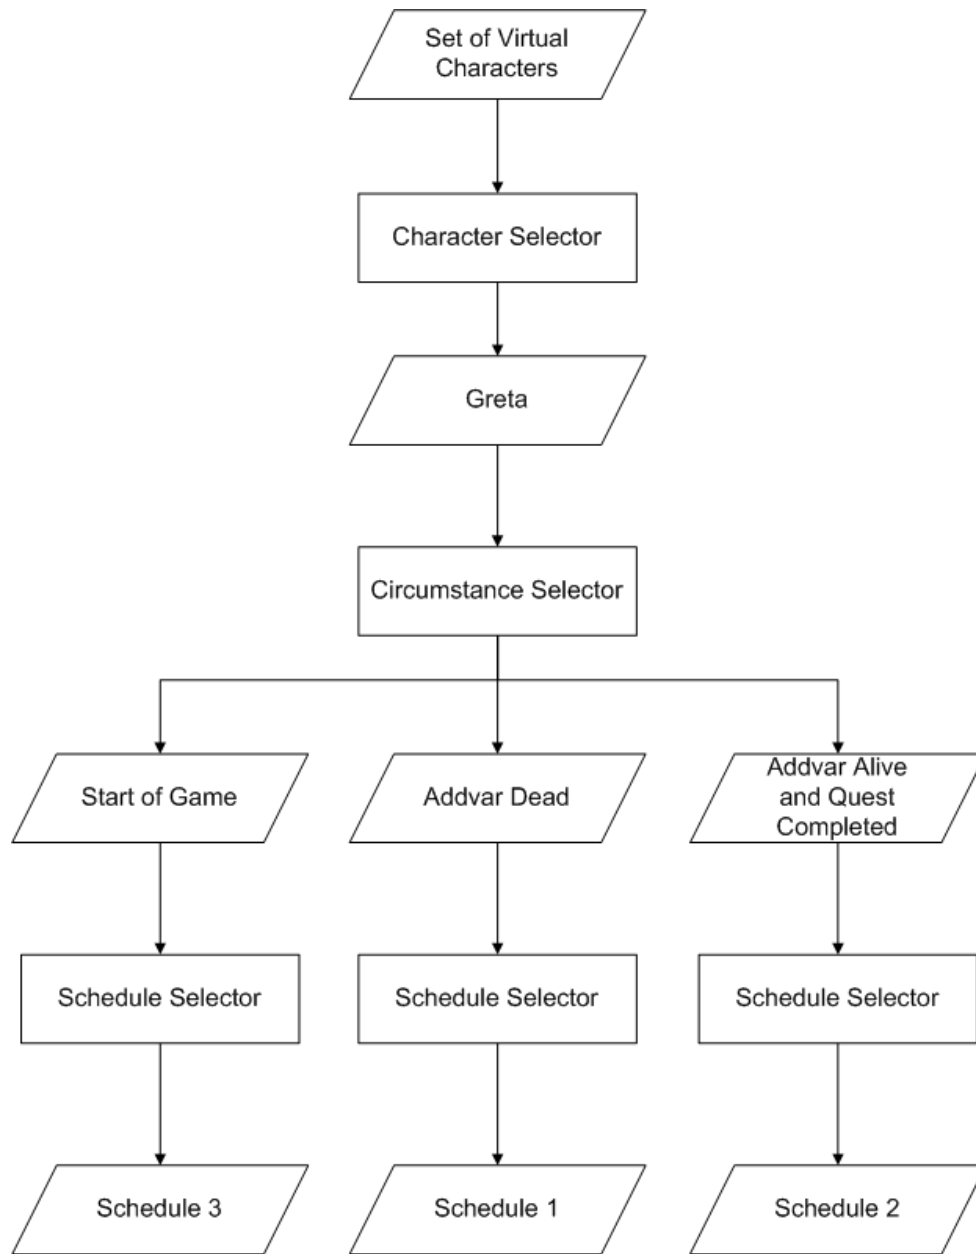 Set of Virtual
Characters
Character Selector
Greta
Circumstance Selector
Start of Game
Addvar Dead
Addvar Alive
and Quest
Completed
Schedule Selector
Schedule Selector
Schedule Selector
Schedule 3
Schedule 1
Schedule 2